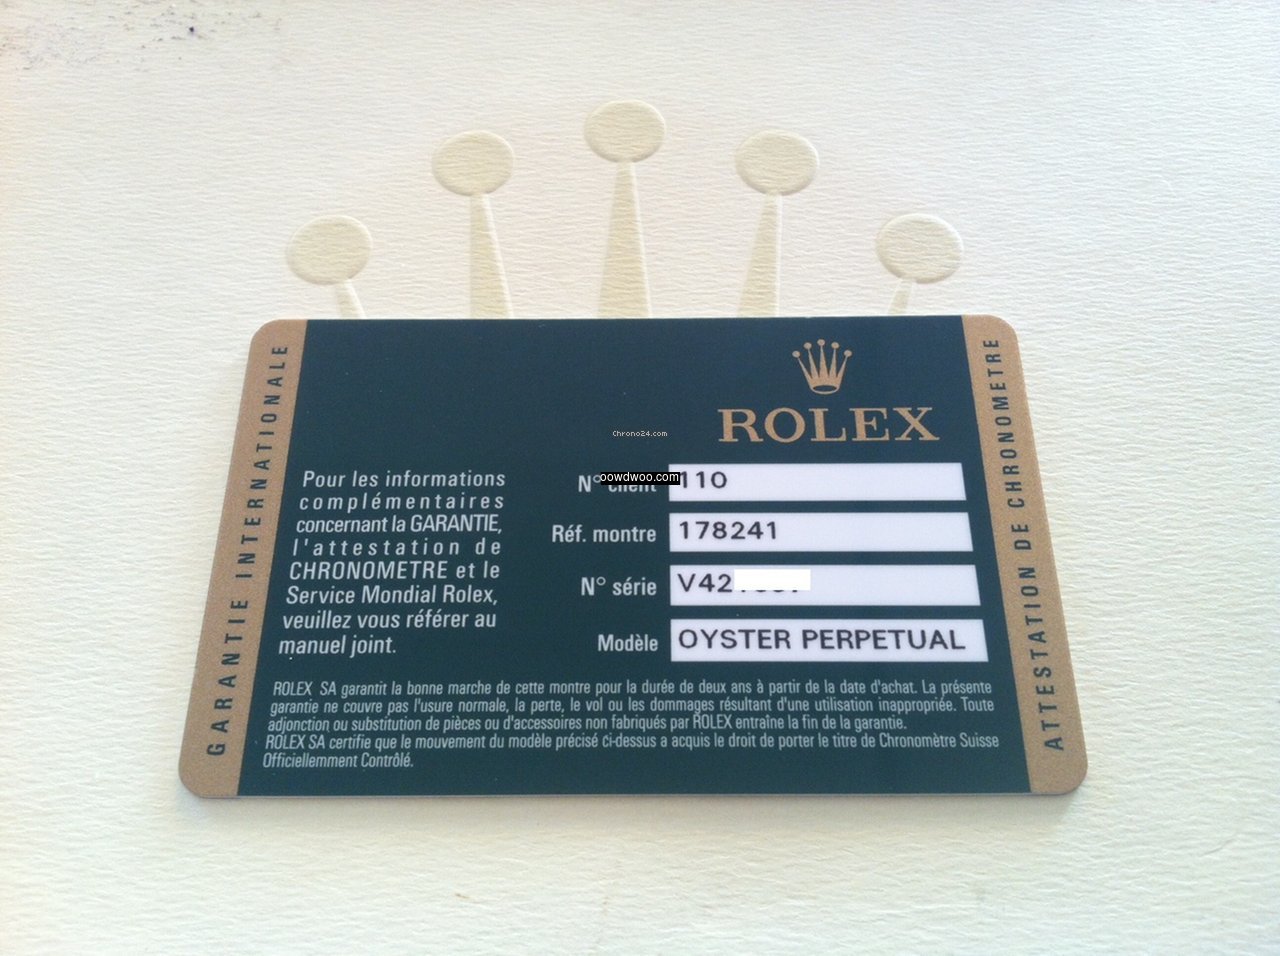 GARANTIE INTERNATIONALE
ROLEX
Chrono24.com
Pour les informations
complémentaires
concernant la GARANTIE,
l'attestation de
CHRONOMETRE et le
Service Mondial Rolex,
veuillez vous référer au
manuel joint.
oowdwoo.com
N° client 110
Réf. montre 178241
N° série V42
Modèle OYSTER PERPETUAL
ROLEX SA garantit la bonne marche de cette montre pour la durée de deux ans à partir de la date d'achat. La présente
garantie ne couvre pas l'usure normale, la perte, le vol ou les dommages résultant d'une utilisation inappropriée. Toute
adjonction ou substitution de pièces ou d'accessoires non fabriqués par ROLEX entraîne la fin de la garantie.
ROLEX SA certifie que le mouvement du modèle précisé ci-dessus a acquis le droit de porter le titre de Chronomètre Suisse
Officiellemment Contrôlé.
ATTESTATION DE CHRONOMETRE